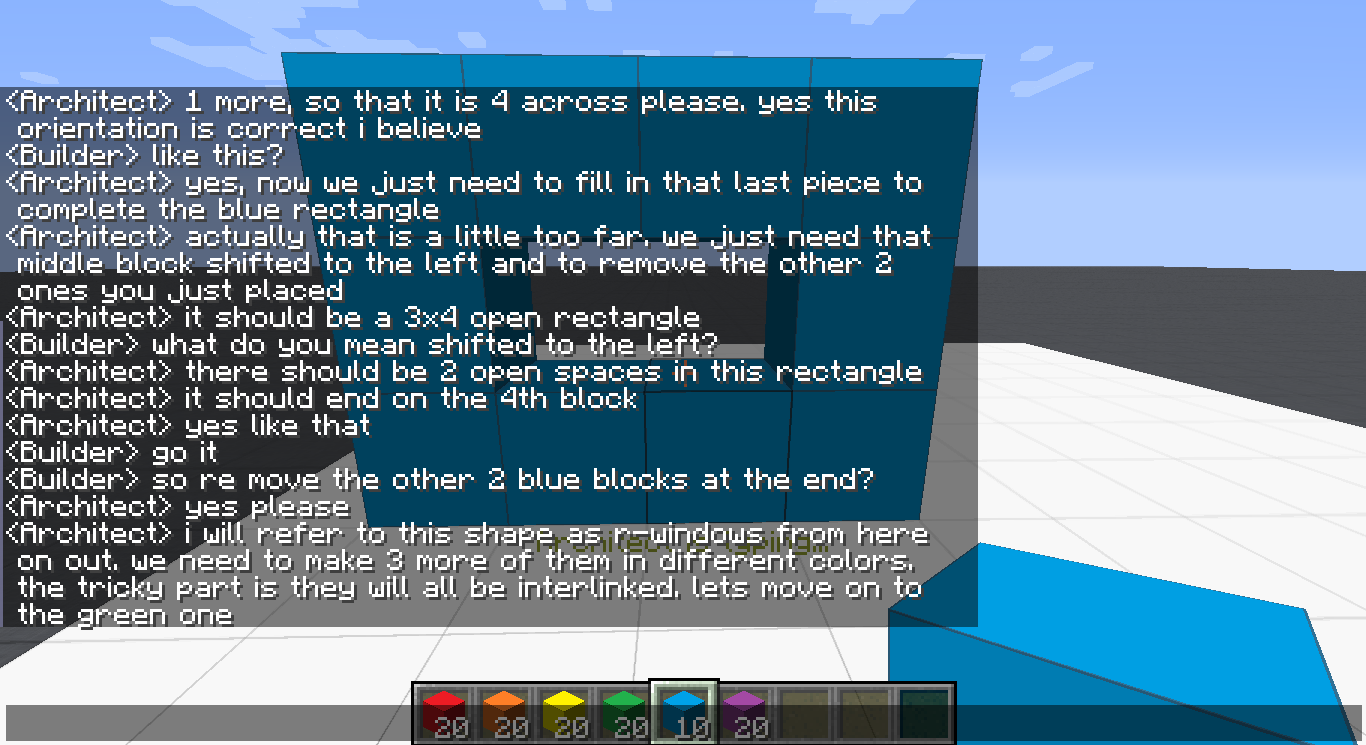 <Architect> 1 more, so that it is 4 across please. yes this
orientation is correct i believe
<Builder> like this?
<Architect> yes, now we just need to fill in that last piece to
complete the blue rectangle
<Architect> actually that is a little too far, we just need that
middle block shifted to the left and to remove the other 2
ones you just placed
<Architect> it should be a 3x4 open rectangle
<Builder> what do you mean shifted to the left?
<Architect> there should be 2 open spaces in this rectangle
<Architect> it should end on the 4th block
<Architect> yes like that
<Builder> go it
<Builder> so re move the other 2 blue blocks at the end?
<Architect> yes please
<Architect> i will refer to this shape as r-windows from here
on out. we need to make 3 more of them in different colors.
the tricky part is they will all be interlinked. lets move on to
the green one
20 20 20 20 10 20